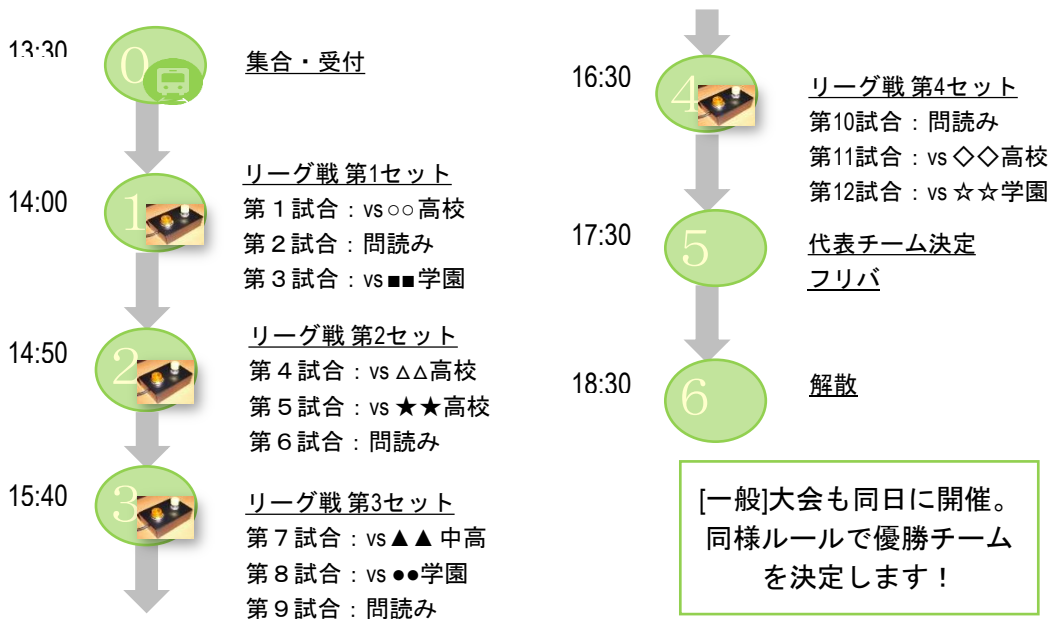 13:30
0
集合・受付
14:00
1
リーグ戦 第1セット
第１試合：vs○○高校
第２試合：問読み
第３試合：vs■■学園
14:50
2
リーグ戦 第2セット
第４試合：vs △△高校
第５試合：vs ★★高校
第６試合：問読み
15:40
3
リーグ戦 第3セット
第７試合：vs▲▲ 中高
第８試合：vs ●●学園
第９試合：問読み
16:30
4
リーグ戦 第4セット
第10試合：問読み
第11試合：vs ◇◇高校
第12試合：vs ☆☆学園
17:30
5
代表チーム決定
フリバ
18:30
6
解散
[一般]大会も同日に開催。
同様ルールで優勝チーム
を決定します！